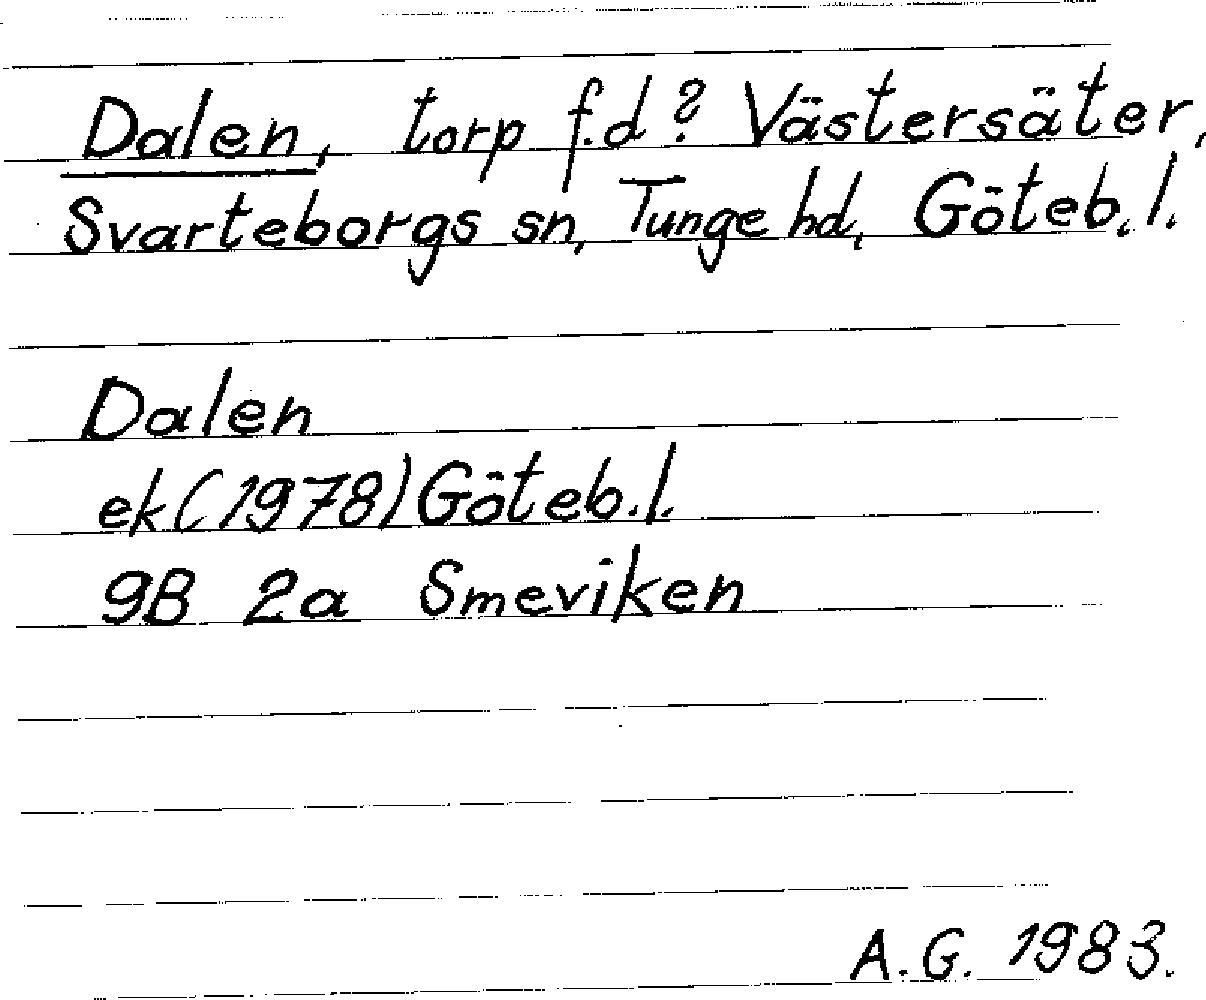 Dalen, torp f.d? Västersäter,
Svarteborgs sn, Tunge hd, Göteb.l.
Dalen
ek (1978) Göteb.l.
9B 2a Smeviken
A.G. 1983.